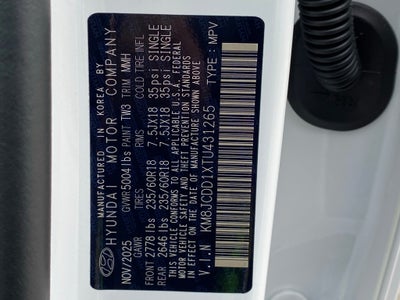 MANUFACTURED IN KOREA BY
HYUNDAI MOTOR COMPANY
NOV/2025 GVWR 5004 lbs PAINT TW3 TRIM MMH
GAWR TIRES RIMS COLD TIRE INFL.
FRONT 2778 lbs 235/60R18 7.5JX18 35psi SINGLE
REAR 2646 lbs 235/60R18 7.5JX18 35psi SINGLE
THIS VEHICLE CONFORMS TO ALL APPLICABLE U.S.A. FEDERAL
MOTOR VEHICLE SAFETY AND THEFT PREVENTION STANDARDS
IN EFFECT ON THE DATE OF MANUFACTURE SHOWN ABOVE
V.I.N KM8JCDD1XTU431265 TYPE : MPV